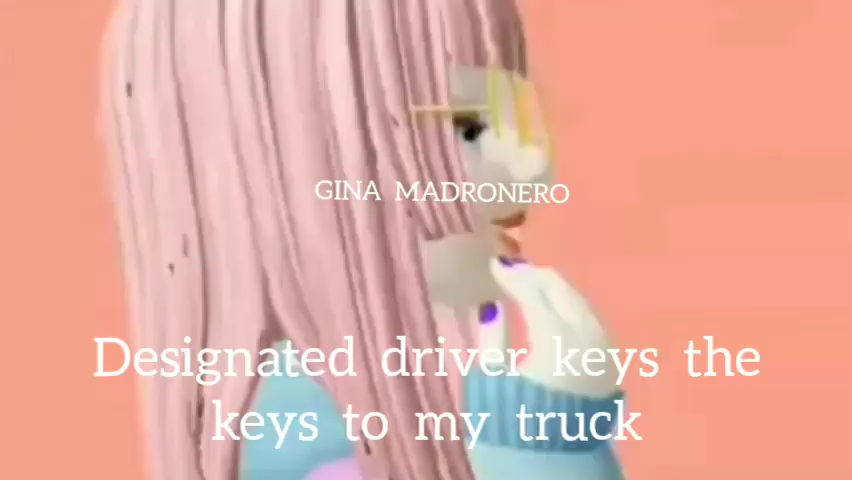 GINA MADRONERO
Designated driver keys the
keys to my truck